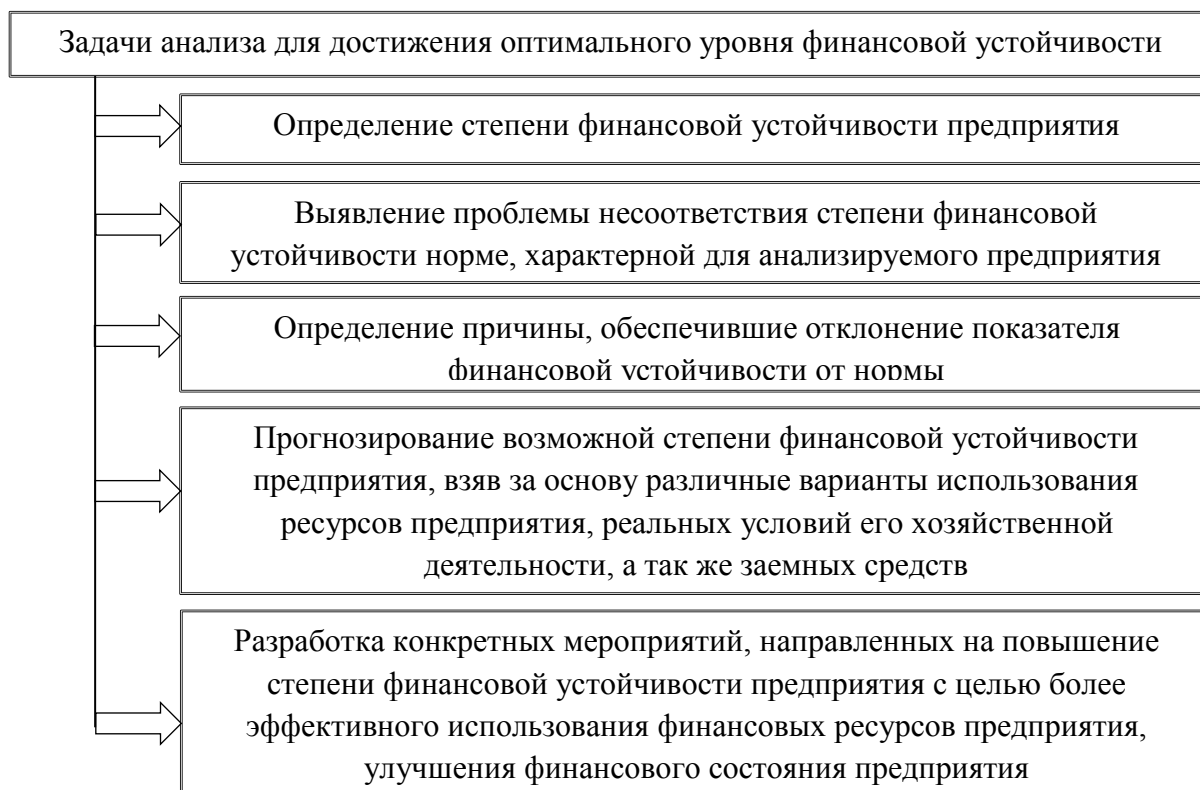 Задачи анализа для достижения оптимального уровня финансовой устойчивости
Определение степени финансовой устойчивости предприятия
Выявление проблемы несоответствия степени финансовой
устойчивости норме, характерной для анализируемого предприятия
Определение причины, обеспечившие отклонение показателя
финансовой устойчивости от нормы
Прогнозирование возможной степени финансовой устойчивости
предприятия, взяв за основу различные варианты использования
ресурсов предприятия, реальных условий его хозяйственной
деятельности, а так же заемных средств
Разработка конкретных мероприятий, направленных на повышение
степени финансовой устойчивости предприятия с целью более
эффективного использования финансовых ресурсов предприятия,
улучшения финансового состояния предприятия